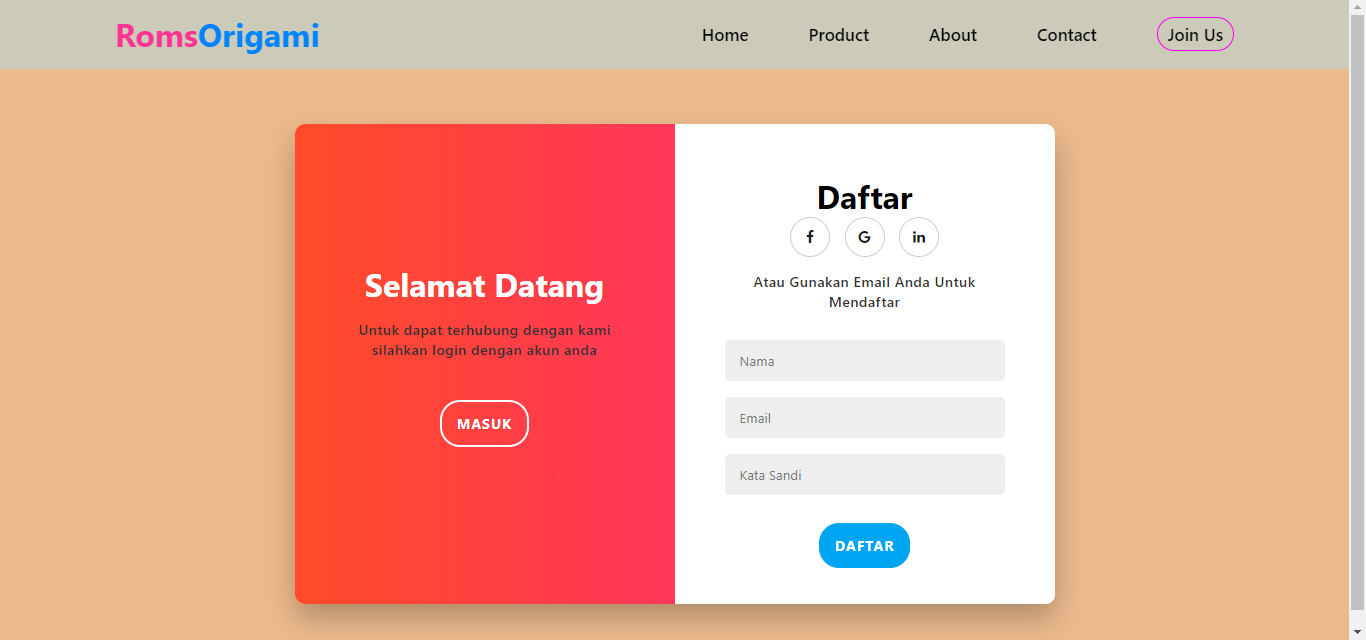 RomsOrigami
Home
Product
About
Contact
Join Us
Selamat Datang
Untuk dapat terhubung dengan kami
silahkan login dengan akun anda
MASUK
Daftar
f
G
in
Atau Gunakan Email Anda Untuk
Mendaftar
Nama
Email
Kata Sandi
DAFTAR